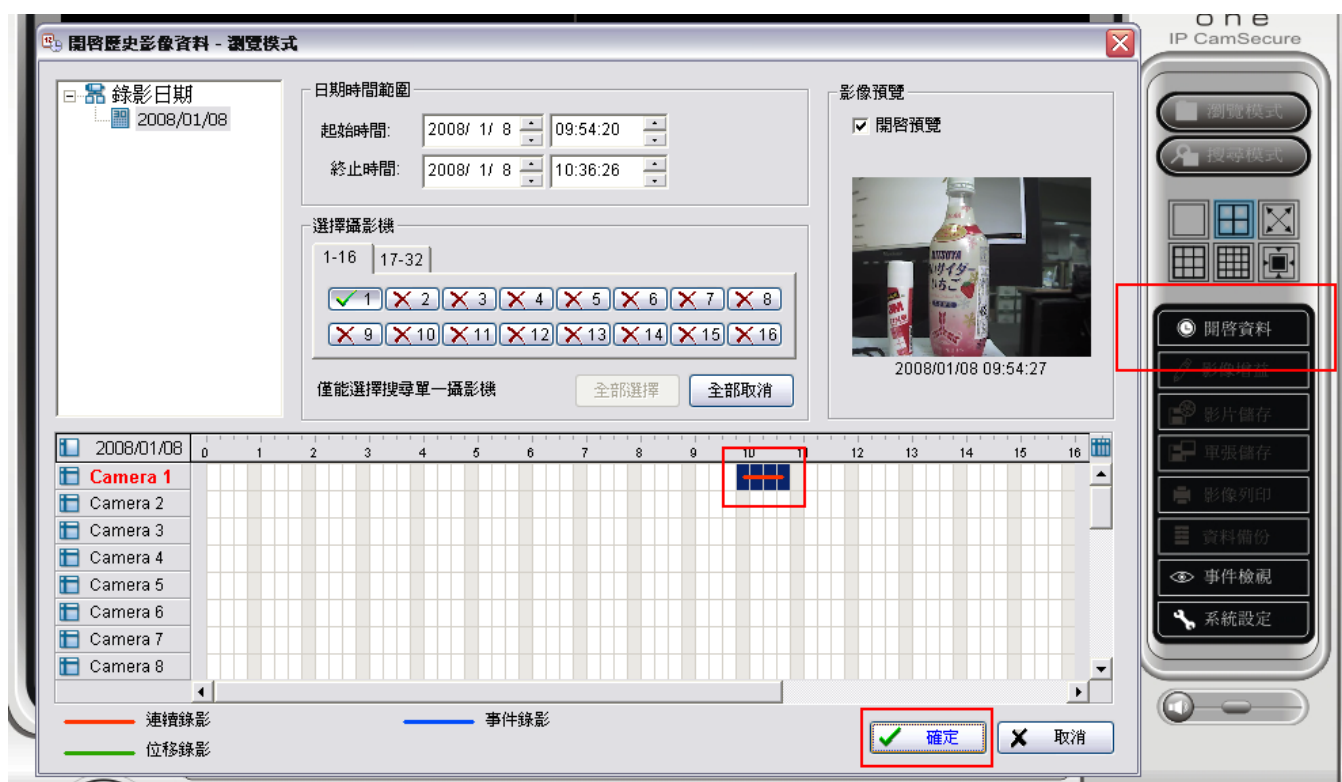 one
IP CamSecure
開啓歷史影像資料 - 瀏覽模式
錄影日期
2008/01/08
日期時間範圍
起始時間: 2008/ 1/ 8 09:54:20
終止時間: 2008/ 1/ 8 10:36:26
選擇攝影機
1-16 17-32
1 2 3 4 5 6 7 8
9 10 11 12 13 14 15 16
僅能選擇搜尋單一攝影機 全部選擇 全部取消
影像預覽
開啓預覽
3M
2008/01/08 09:54:27
2008/01/08 0 1 2 3 4 5 6 7 8 9 10 11 12 13 14 15 16
Camera 1
Camera 2
Camera 3
Camera 4
Camera 5
Camera 6
Camera 7
Camera 8
連續錄影 事件錄影
位移錄影
確定 取消
瀏覽模式
搜尋模式
開啓資料
影像增益
影片儲存
單張儲存
影像列印
資料備份
事件檢視
系統設定